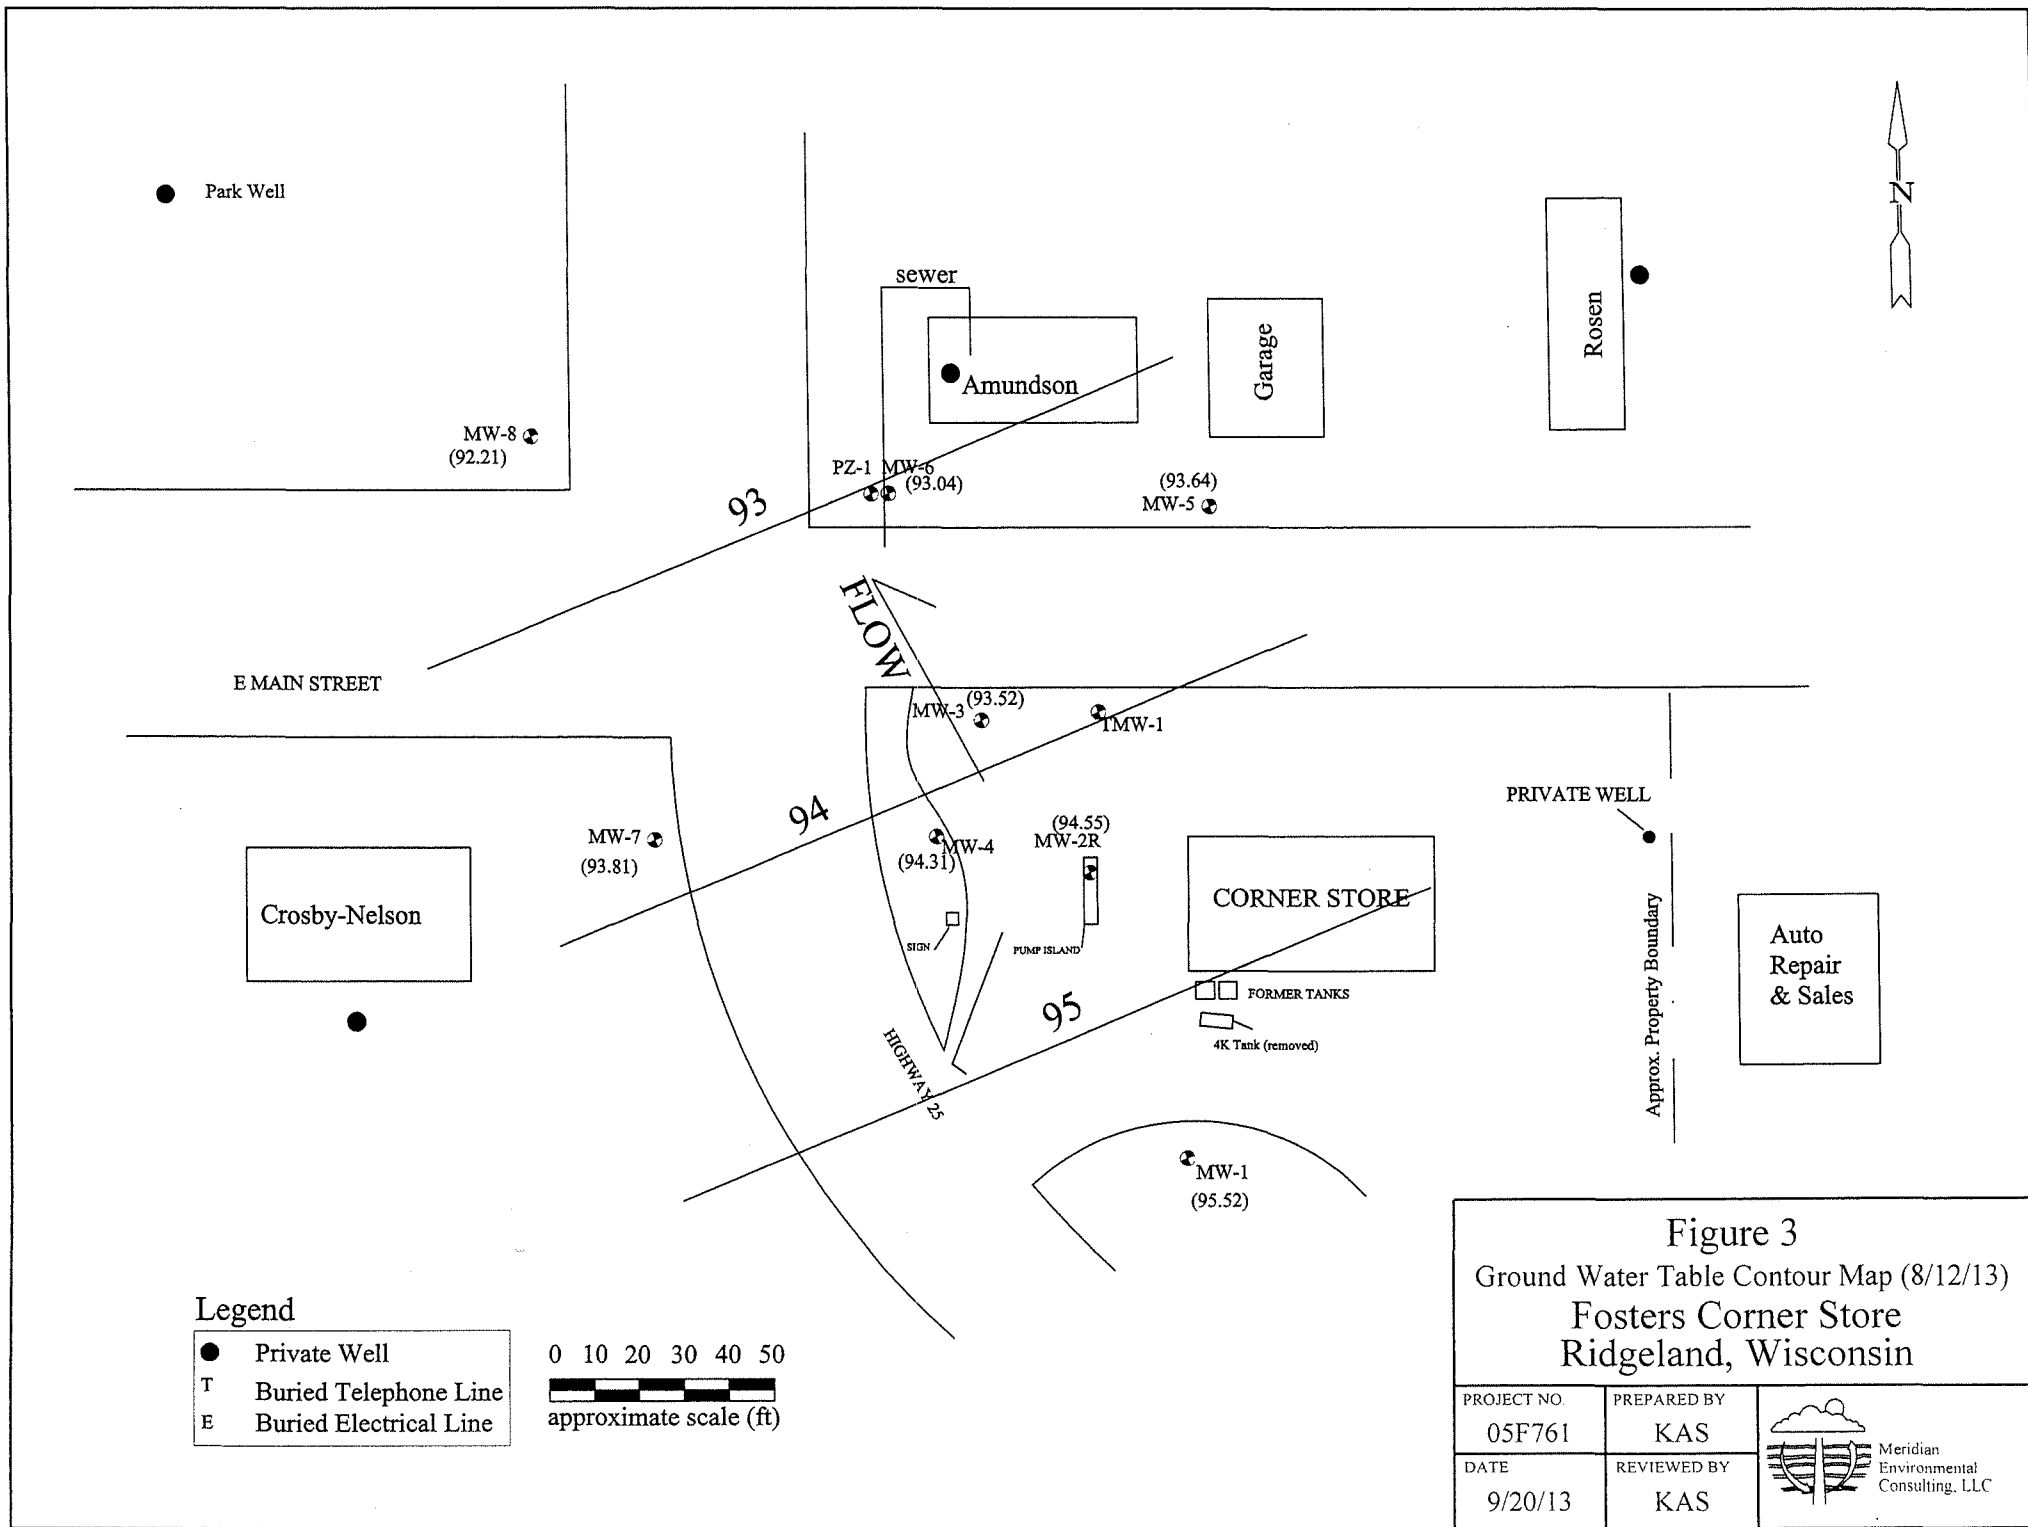 Park Well
N
sewer
Amundson
Garage
Rosen
MW-8
(92.21)
PZ-1 MW-6
(93.04)
(93.64)
MW-5
93
FLOW
E MAIN STREET
(93.52)
MW-3
TMW-1
94
PRIVATE WELL
MW-7
(93.81)
MW-4
(94.31)
(94.55)
MW-2R
Crosby-Nelson
CORNER STORE
SIGN
PUMP ISLAND
Approx. Property Boundary
Auto
Repair
& Sales
95
FORMER TANKS
4K Tank (removed)
HIGHWAY 25
MW-1
(95.52)
Legend
Private Well
T Buried Telephone Line
E Buried Electrical Line
0 10 20 30 40 50
approximate scale (ft)
Figure 3
Ground Water Table Contour Map (8/12/13)
Fosters Corner Store
Ridgeland, Wisconsin
PROJECT NO.
05F761
PREPARED BY
KAS
DATE
9/20/13
REVIEWED BY
KAS
Meridian
Environmental
Consulting, LLC